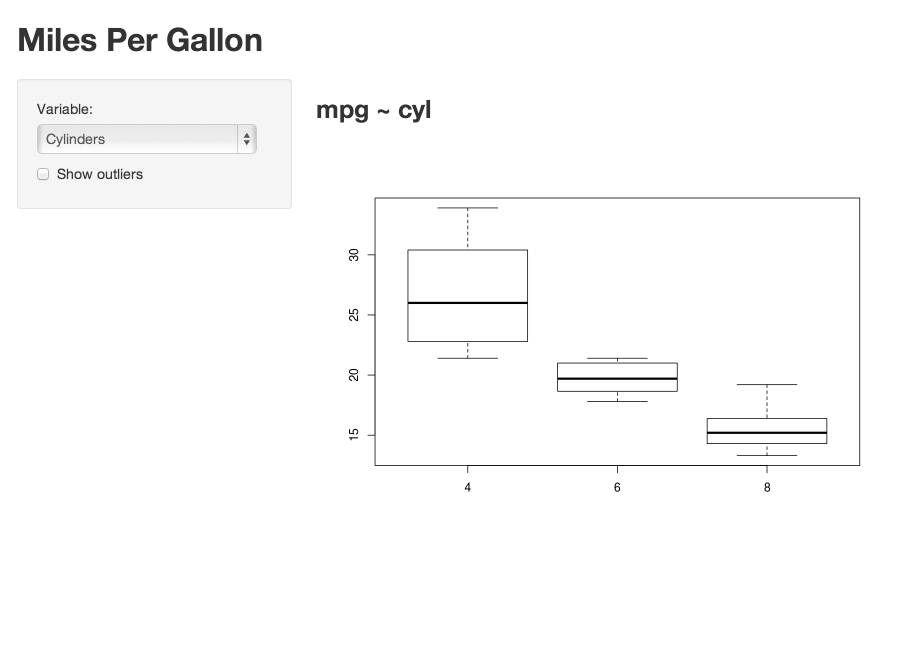 Miles Per Gallon
Variable:
Cylinders
Show outliers
mpg ~ cyl
30
25
20
15
4 6 8